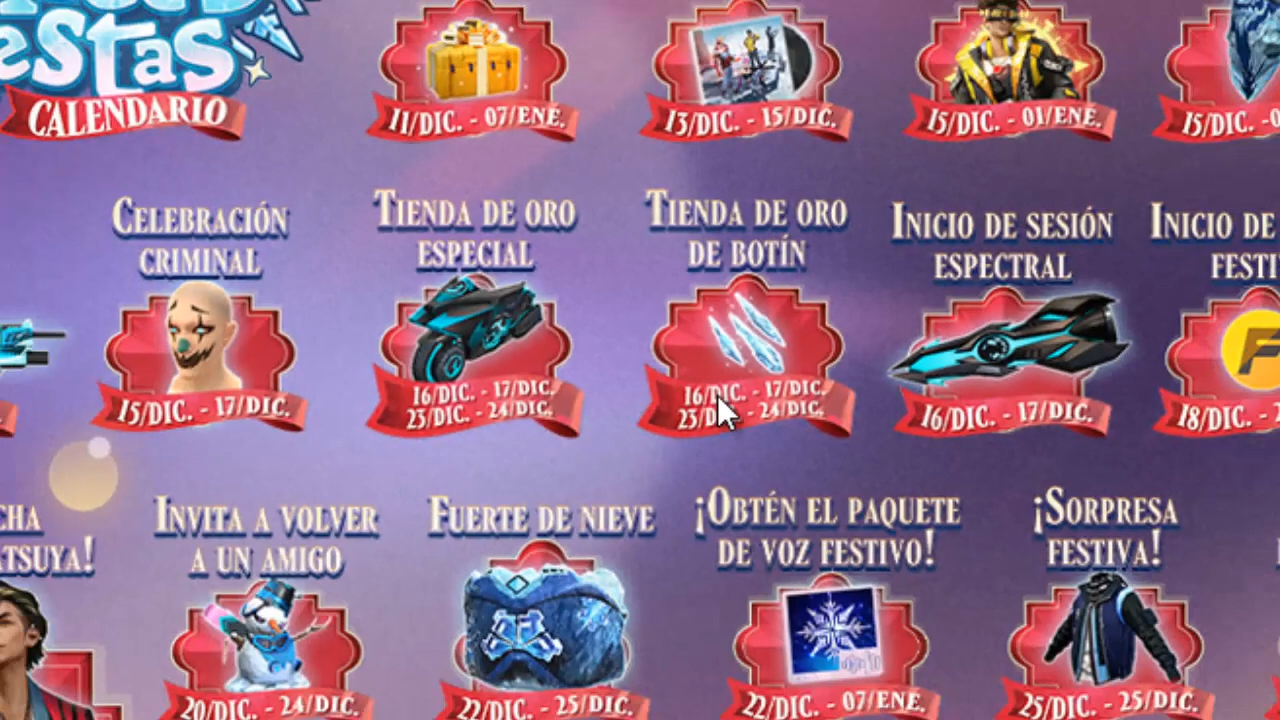 estas
CALENDARIO
11/DIC. - 07/ENE.
13/DIC. - 15/DIC.
15/DIC. - 01/ENE.
15/DIC.
CELEBRACIÓN
CRIMINAL
15/DIC. - 17/DIC.
TIENDA DE ORO
ESPECIAL
16/DIC. - 17/DIC.
23/DIC. - 24/DIC.
TIENDA DE ORO
DE BOTÍN
16/DIC. - 17/DIC.
- 24/DIC.
INICIO DE SESIÓN
ESPECTRAL
16/DIC. - 17/DIC.
INICIO DE
FESTI
18/DIC. -
CHA
ATSUYA!
INVITA A VOLVER
A UN AMIGO
20/DIC. - 24/DIC.
FUERTE DE NIEVE
22/DIC. - 25/DIC.
¡OBTÉN EL PAQUETE
DE VOZ FESTIVO!
22/DIC. - 07/ENE.
¡SORPRESA
FESTIVA!
25/DIC. - 25/DIC.